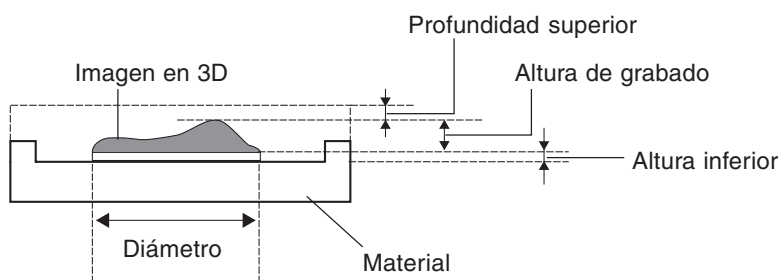 Profundidad superior
Imagen en 3D
Altura de grabado
Altura inferior
Diámetro
Material